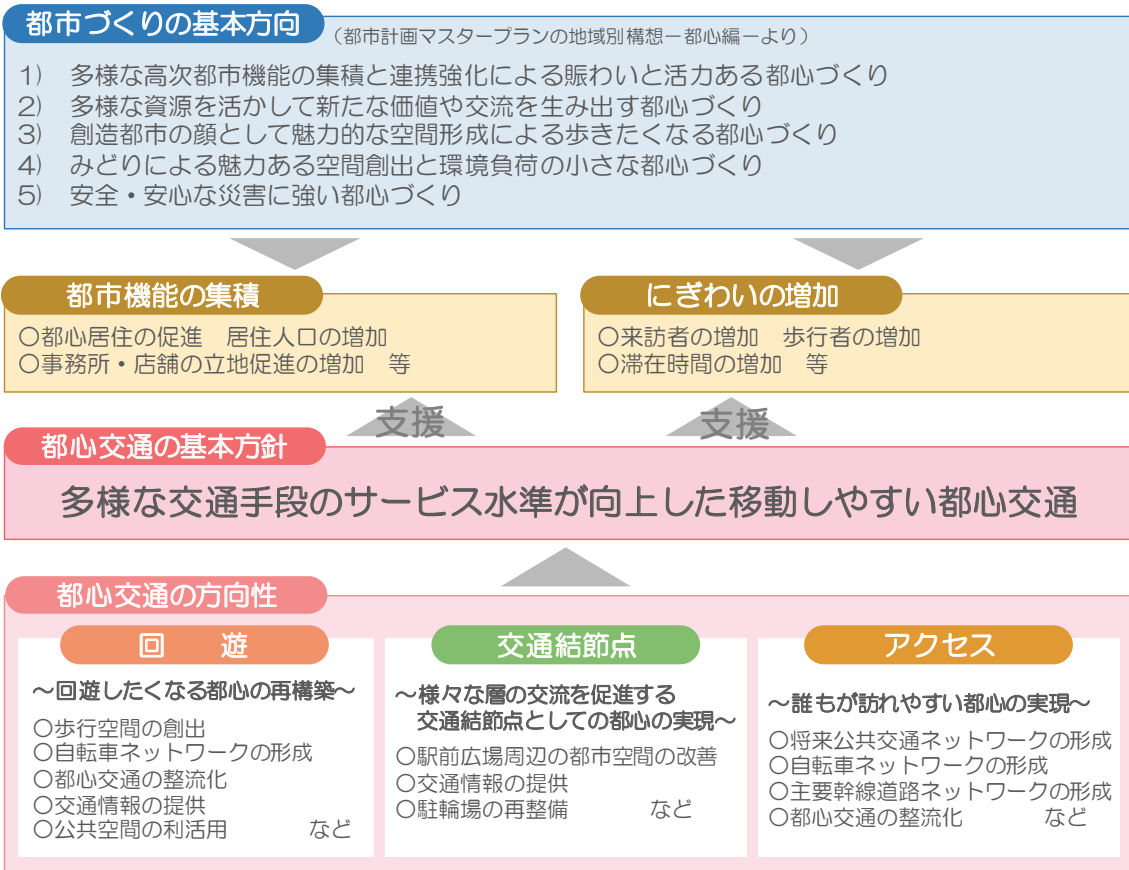 都市づくりの基本方向
（都市計画マスタープランの地域別構想－都心編－より）
1)　多様な高次都市機能の集積と連携強化による賑わいと活力ある都心づくり
2)　多様な資源を活かして新たな価値や交流を生み出す都心づくり
3)　創造都市の顔として魅力的な空間形成による歩きたくなる都心づくり
4)　みどりによる魅力ある空間創出と環境負荷の小さな都心づくり
5)　安全・安心な災害に強い都心づくり
都市機能の集積
○都心居住の促進　居住人口の増加
○事務所・店舗の立地促進の増加　等
にぎわいの増加
○来訪者の増加　歩行者の増加
○滞在時間の増加　等
支援
支援
都心交通の基本方針
多様な交通手段のサービス水準が向上した移動しやすい都心交通
都心交通の方向性
回　遊
～回遊したくなる都心の再構築～
○歩行空間の創出
○自転車ネットワークの形成
○都心交通の整流化
○交通情報の提供
○公共空間の利活用　など
交通結節点
～様々な層の交流を促進する
交通結節点としての都心の実現～
○駅前広場周辺の都市空間の改善
○交通情報の提供
○駐輪場の再整備　など
アクセス
～誰もが訪れやすい都心の実現～
○将来公共交通ネットワークの形成
○自転車ネットワークの形成
○主要幹線道路ネットワークの形成
○都心交通の整流化　など